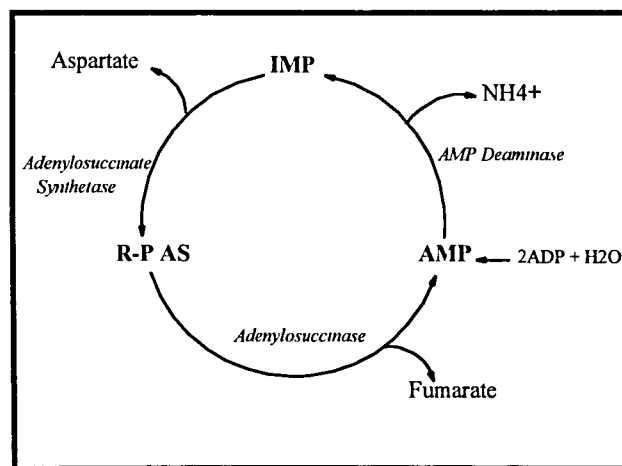 Aspartate
IMP
NH4+
Adenylosuccinate
Synthetase
AMP Deaminase
R-P AS
AMP
2ADP + H2O
Adenylosuccinase
Fumarate